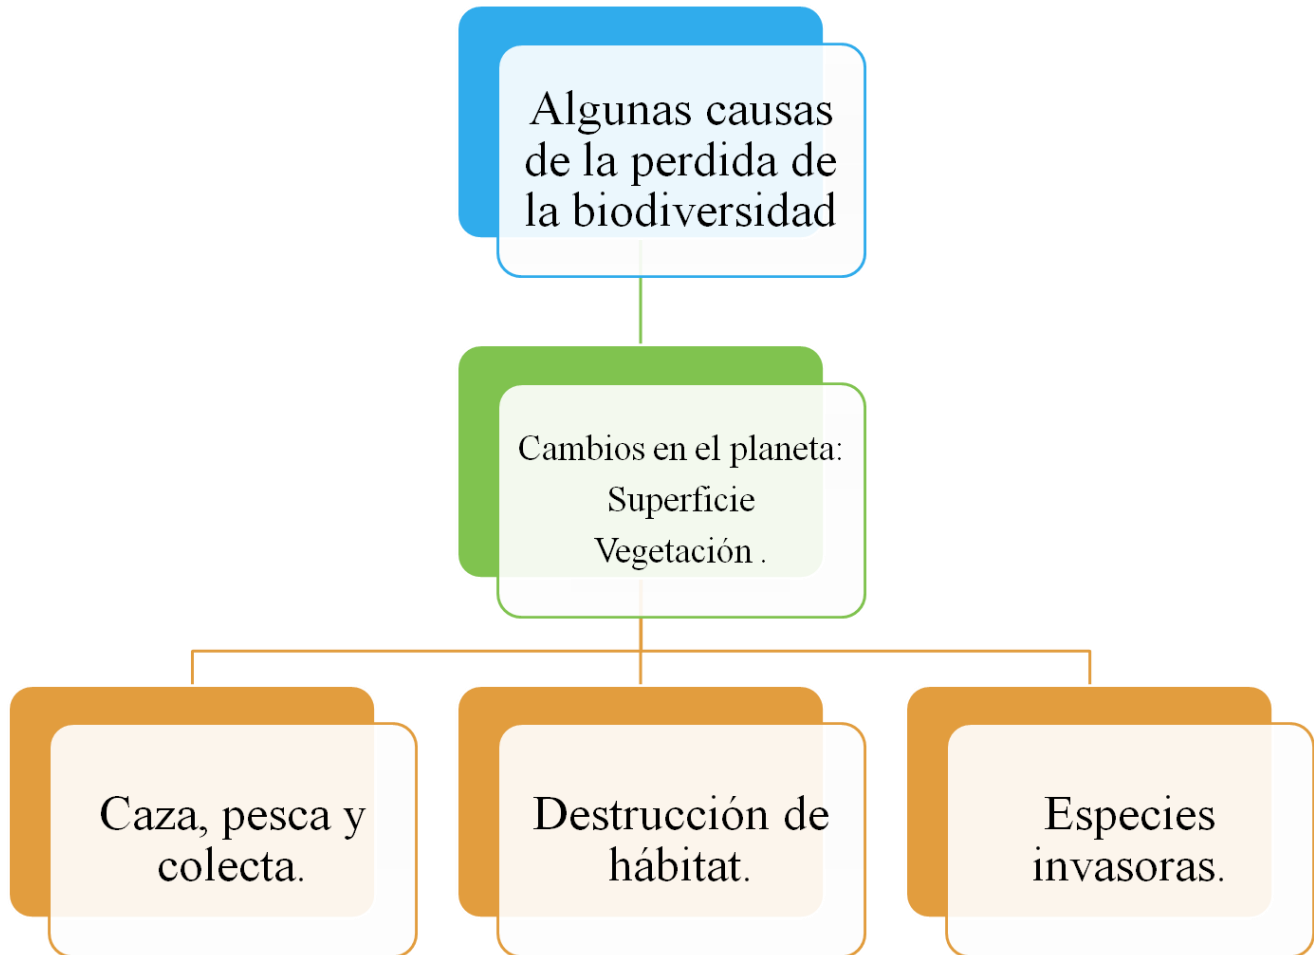 Algunas causas
de la perdida de
la biodiversidad
Cambios en el planeta:
Superficie
Vegetación .
Caza, pesca y
colecta.
Destrucción de
hábitat.
Especies
invasoras.